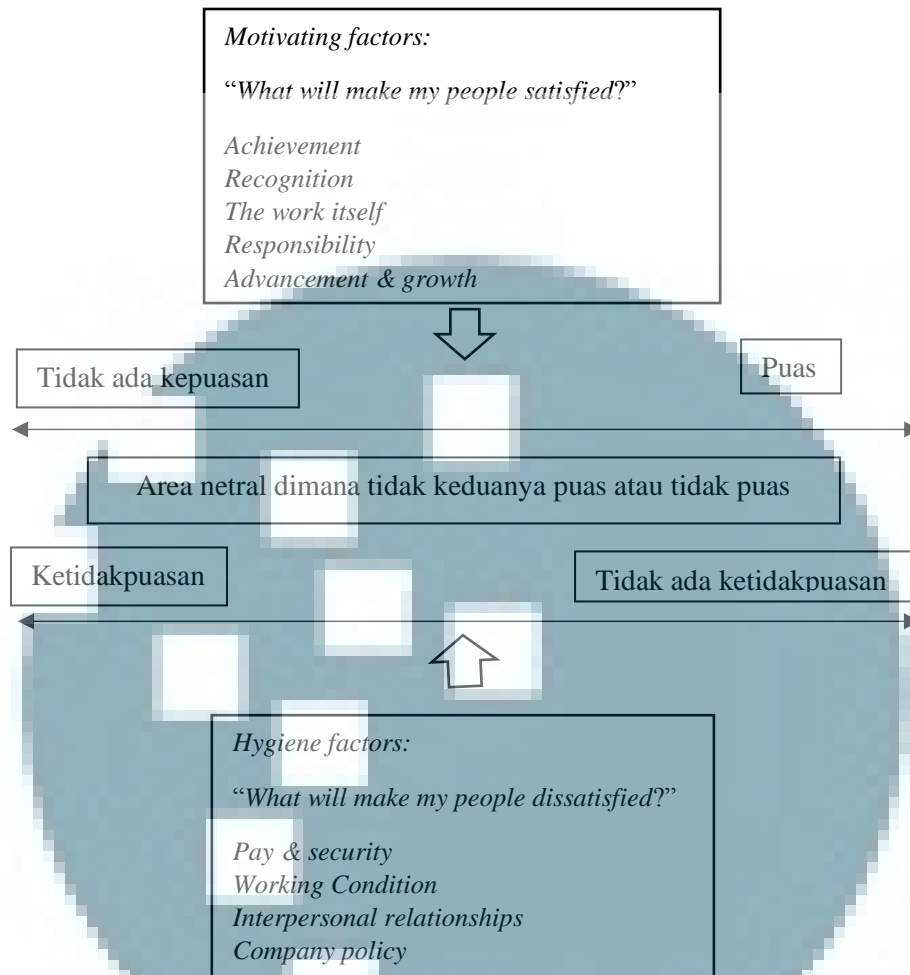 Motivating factors:
“What will make my people satisfied?”
Achievement
Recognition
The work itself
Responsibility
Advancement & growth
Tidak ada kepuasan
Puas
Area netral dimana tidak keduanya puas atau tidak puas
Ketidakpuasan
Tidak ada ketidakpuasan
Hygiene factors:
“What will make my people dissatisfied?”
Pay & security
Working Condition
Interpersonal relationships
Company policy